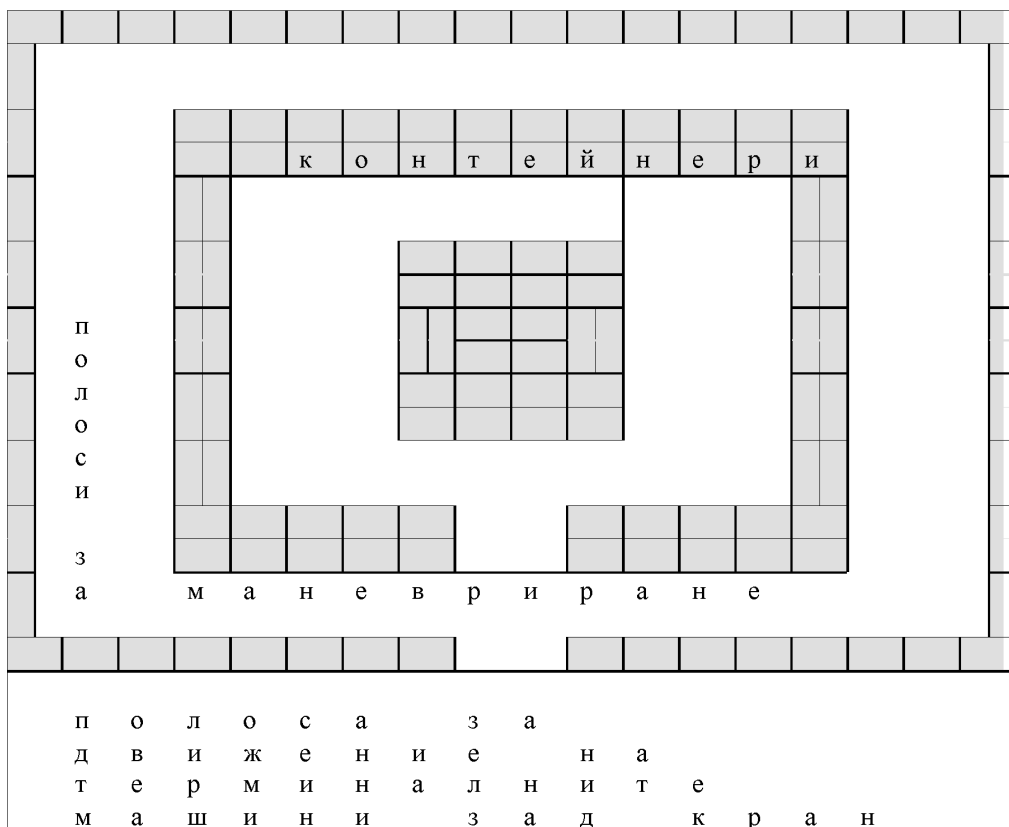 контейнери
полоси за
маневриране
полоса за
движение на
терминалните
машини зад кран